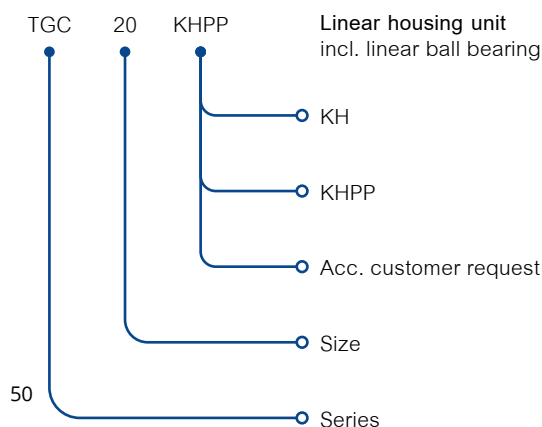 TGC 20 KHPP Linear housing unit
incl. linear ball bearing
KH
KHPP
Acc. customer request
Size
50
Series